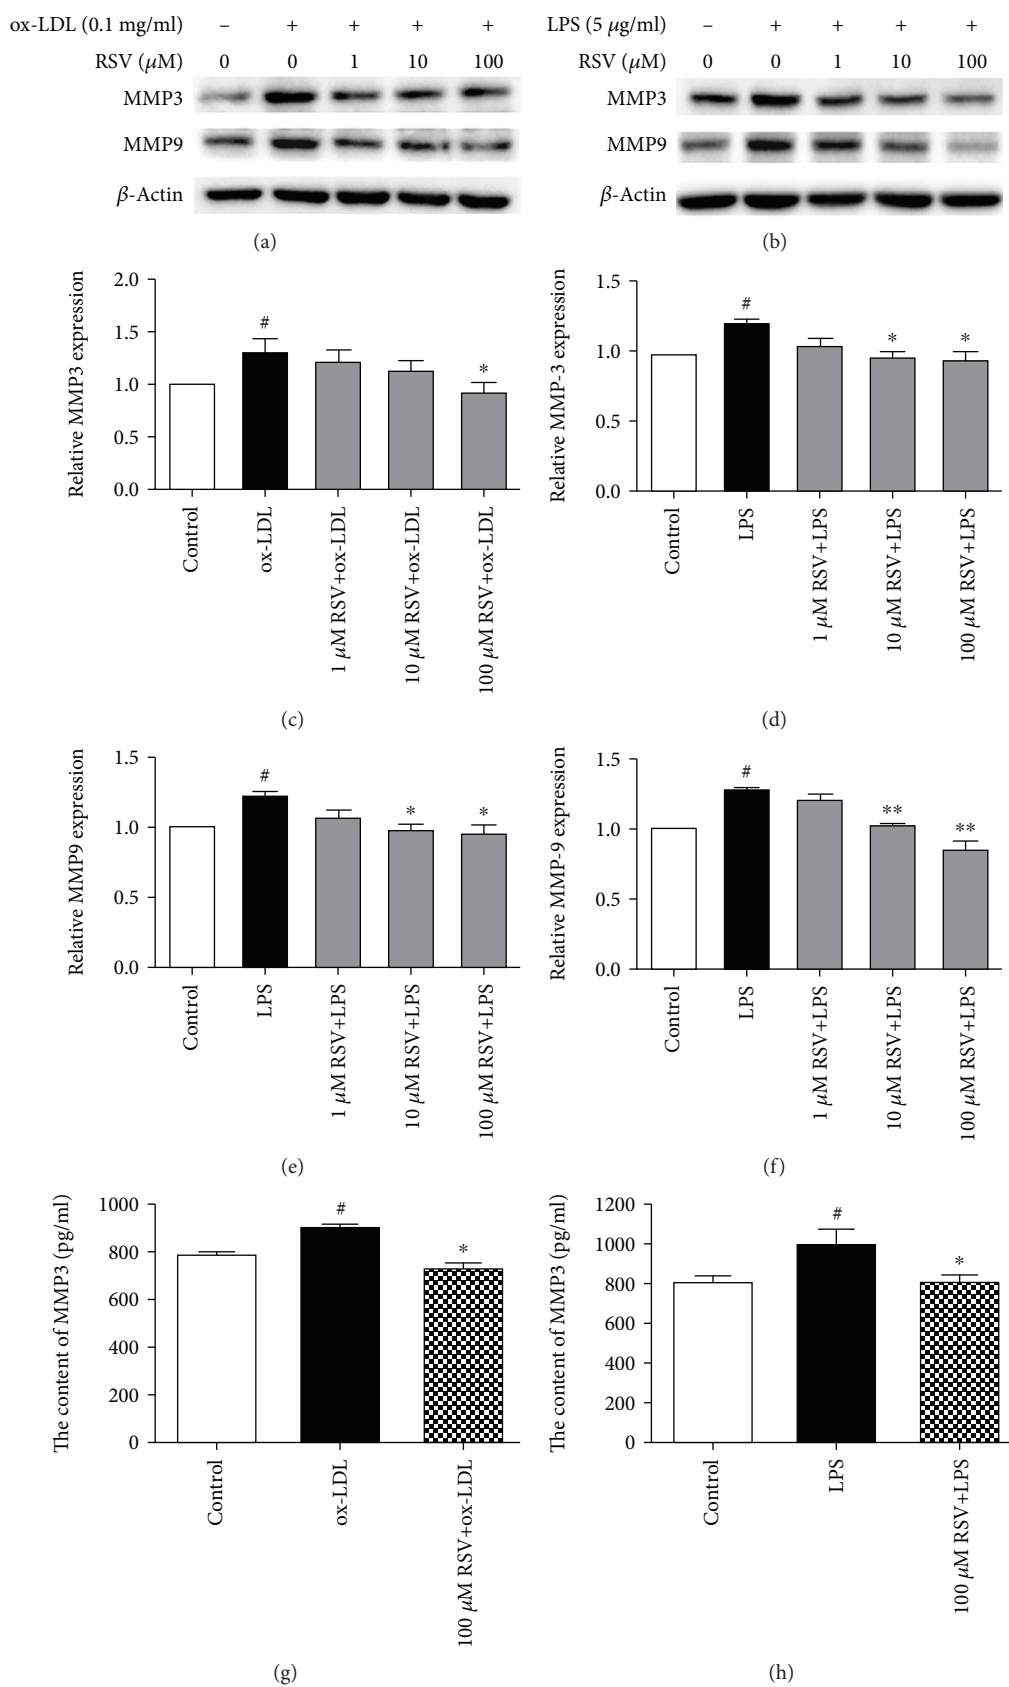 ox-LDL (0.1 mg/ml) – + + + +
RSV (μM) 0 0 1 10 100
MMP3
MMP9
β-Actin
(a)
LPS (5 μg/ml) – + + + +
RSV (μM) 0 0 1 10 100
MMP3
MMP9
β-Actin
(b)
Relative MMP3 expression
2.0
1.5
1.0
0.5
0.0
#
*
Control
ox-LDL
1 μM RSV+ox-LDL
10 μM RSV+ox-LDL
100 μM RSV+ox-LDL
(c)
Relative MMP-3 expression
1.5
1.0
0.5
0.0
#
*
*
Control
LPS
1 μM RSV+LPS
10 μM RSV+LPS
100 μM RSV+LPS
(d)
Relative MMP9 expression
1.5
1.0
0.5
0.0
#
*
*
Control
LPS
1 μM RSV+LPS
10 μM RSV+LPS
100 μM RSV+LPS
(e)
Relative MMP-9 expression
1.5
1.0
0.5
0.0
#
**
**
Control
LPS
1 μM RSV+LPS
10 μM RSV+LPS
100 μM RSV+LPS
(f)
The content of MMP3 (pg/ml)
1000
800
600
400
200
0
#
*
Control
ox-LDL
100 μM RSV+ox-LDL
(g)
The content of MMP3 (pg/ml)
1200
1000
800
600
400
200
0
#
*
Control
LPS
100 μM RSV+LPS
(h)